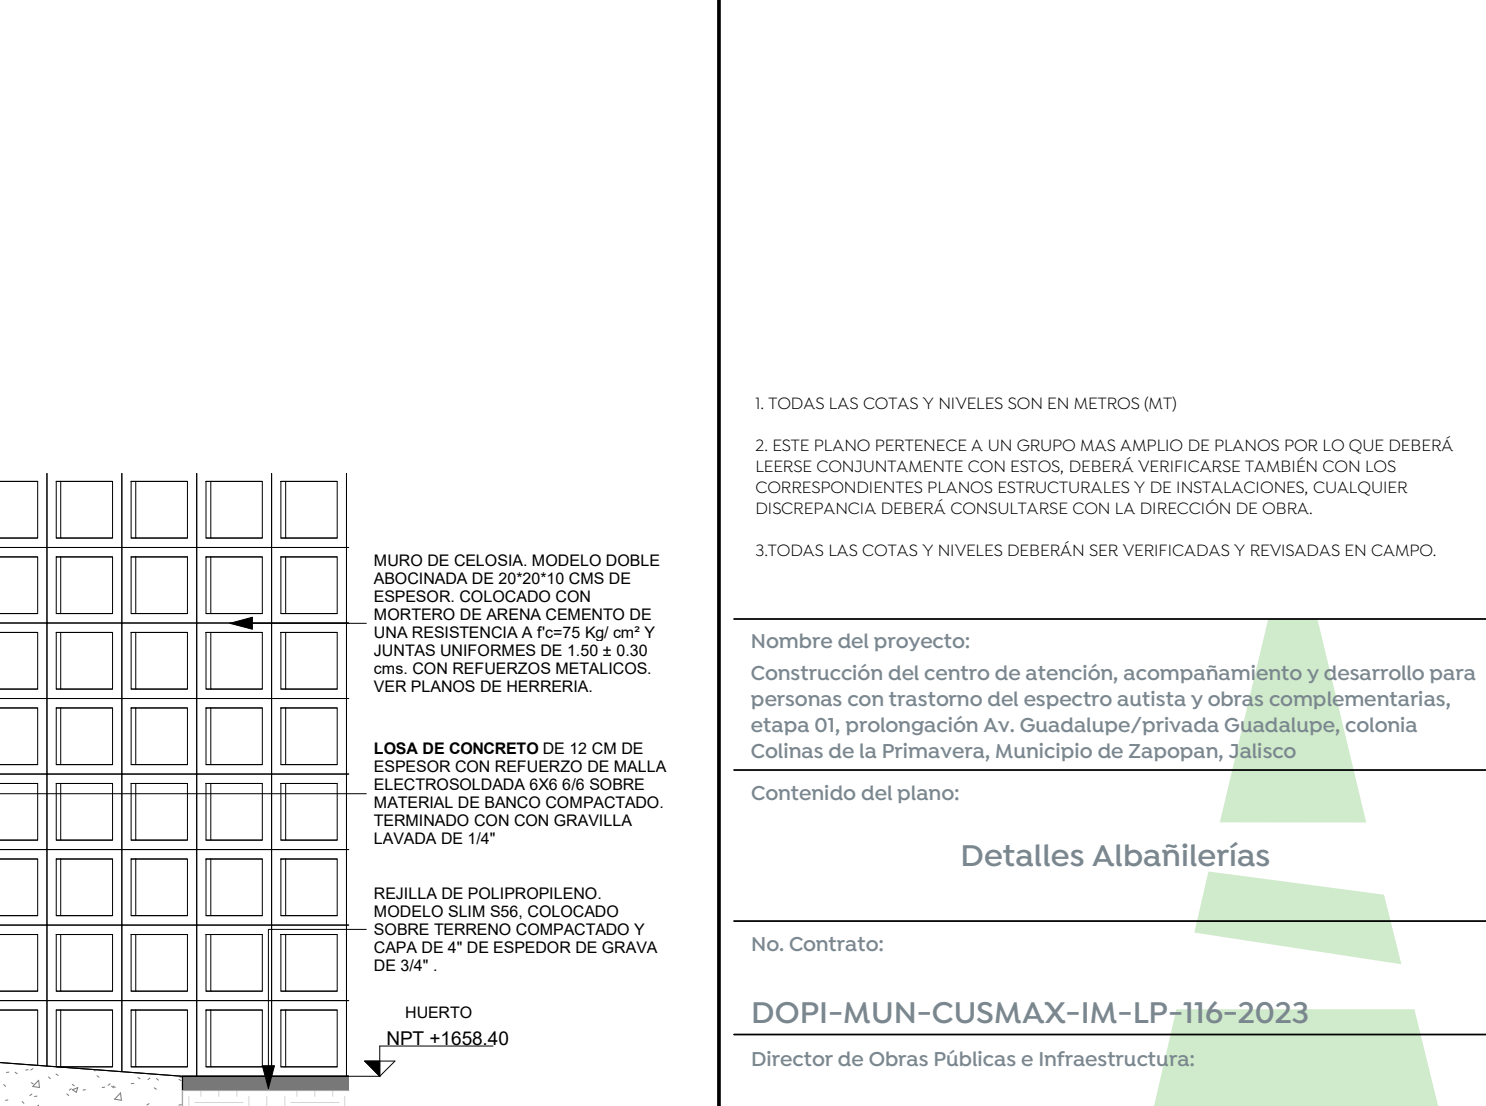 MURO DE CELOSIA. MODELO DOBLE
ABOCINADA DE 20*20*10 CMS DE
ESPESOR. COLOCADO CON
MORTERO DE ARENA CEMENTO DE
UNA RESISTENCIA A f'c=75 Kg/ cm² Y
JUNTAS UNIFORMES DE 1.50 ± 0.30
cms. CON REFUERZOS METALICOS.
VER PLANOS DE HERRERIA.
LOSA DE CONCRETO DE 12 CM DE
ESPESOR CON REFUERZO DE MALLA
ELECTROSOLDADA 6X6 6/6 SOBRE
MATERIAL DE BANCO COMPACTADO.
TERMINADO CON CON GRAVILLA
LAVADA DE 1/4"
REJILLA DE POLIPROPILENO.
MODELO SLIM S56, COLOCADO
SOBRE TERRENO COMPACTADO Y
CAPA DE 4" DE ESPEDOR DE GRAVA
DE 3/4" .
HUERTO
NPT +1658.40
1. TODAS LAS COTAS Y NIVELES SON EN METROS (MT)
2. ESTE PLANO PERTENECE A UN GRUPO MAS AMPLIO DE PLANOS POR LO QUE DEBERÁ
LEERSE CONJUNTAMENTE CON ESTOS, DEBERÁ VERIFICARSE TAMBIÉN CON LOS
CORRESPONDIENTES PLANOS ESTRUCTURALES Y DE INSTALACIONES, CUALQUIER
DISCREPANCIA DEBERÁ CONSULTARSE CON LA DIRECCIÓN DE OBRA.
3.TODAS LAS COTAS Y NIVELES DEBERÁN SER VERIFICADAS Y REVISADAS EN CAMPO.
Nombre del proyecto:
Construcción del centro de atención, acompañamiento y desarrollo para
personas con trastorno del espectro autista y obras complementarias,
etapa 01, prolongación Av. Guadalupe/privada Guadalupe, colonia
Colinas de la Primavera, Municipio de Zapopan, Jalisco
Contenido del plano:
Detalles Albañilerías
No. Contrato:
DOPI-MUN-CUSMAX-IM-LP-116-2023
Director de Obras Públicas e Infraestructura: